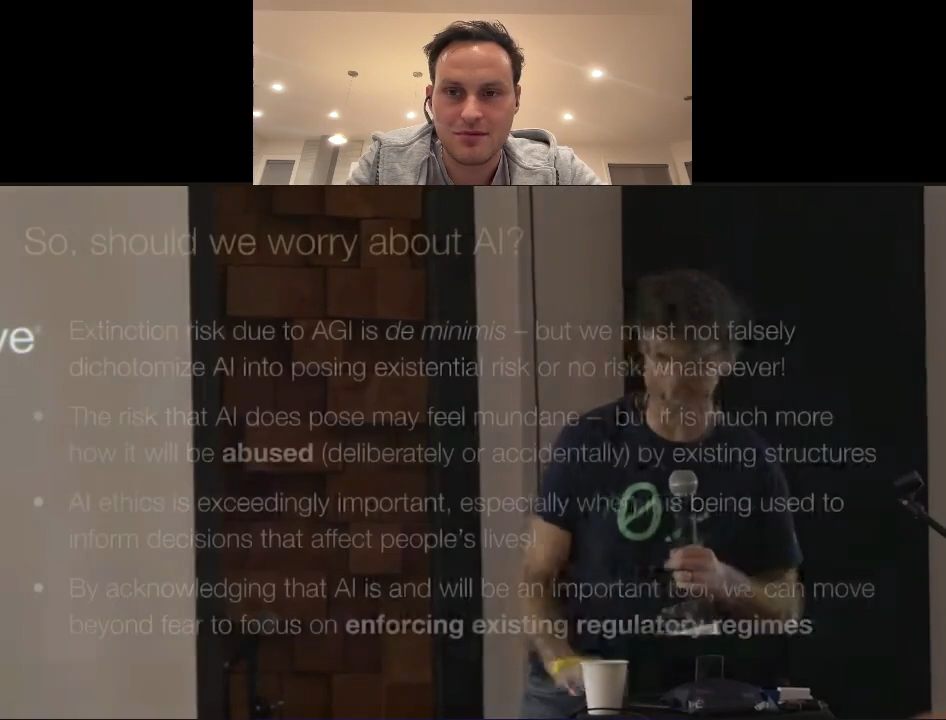 So, should we worry about AI?
ve
Extinction risk due to AGI is de minimis – but we must not falsely
dichotomize AI into posing existential risk or no risk whatsoever!
• The risk that AI does pose may feel mundane – but it is much more
how it will be abused (deliberately or accidentally) by existing structures
• AI ethics is exceedingly important, especially when it is being used to
inform decisions that affect people's lives!
• By acknowledging that AI is and will be an important tool, we can move
beyond fear to focus on enforcing existing regulatory regimes